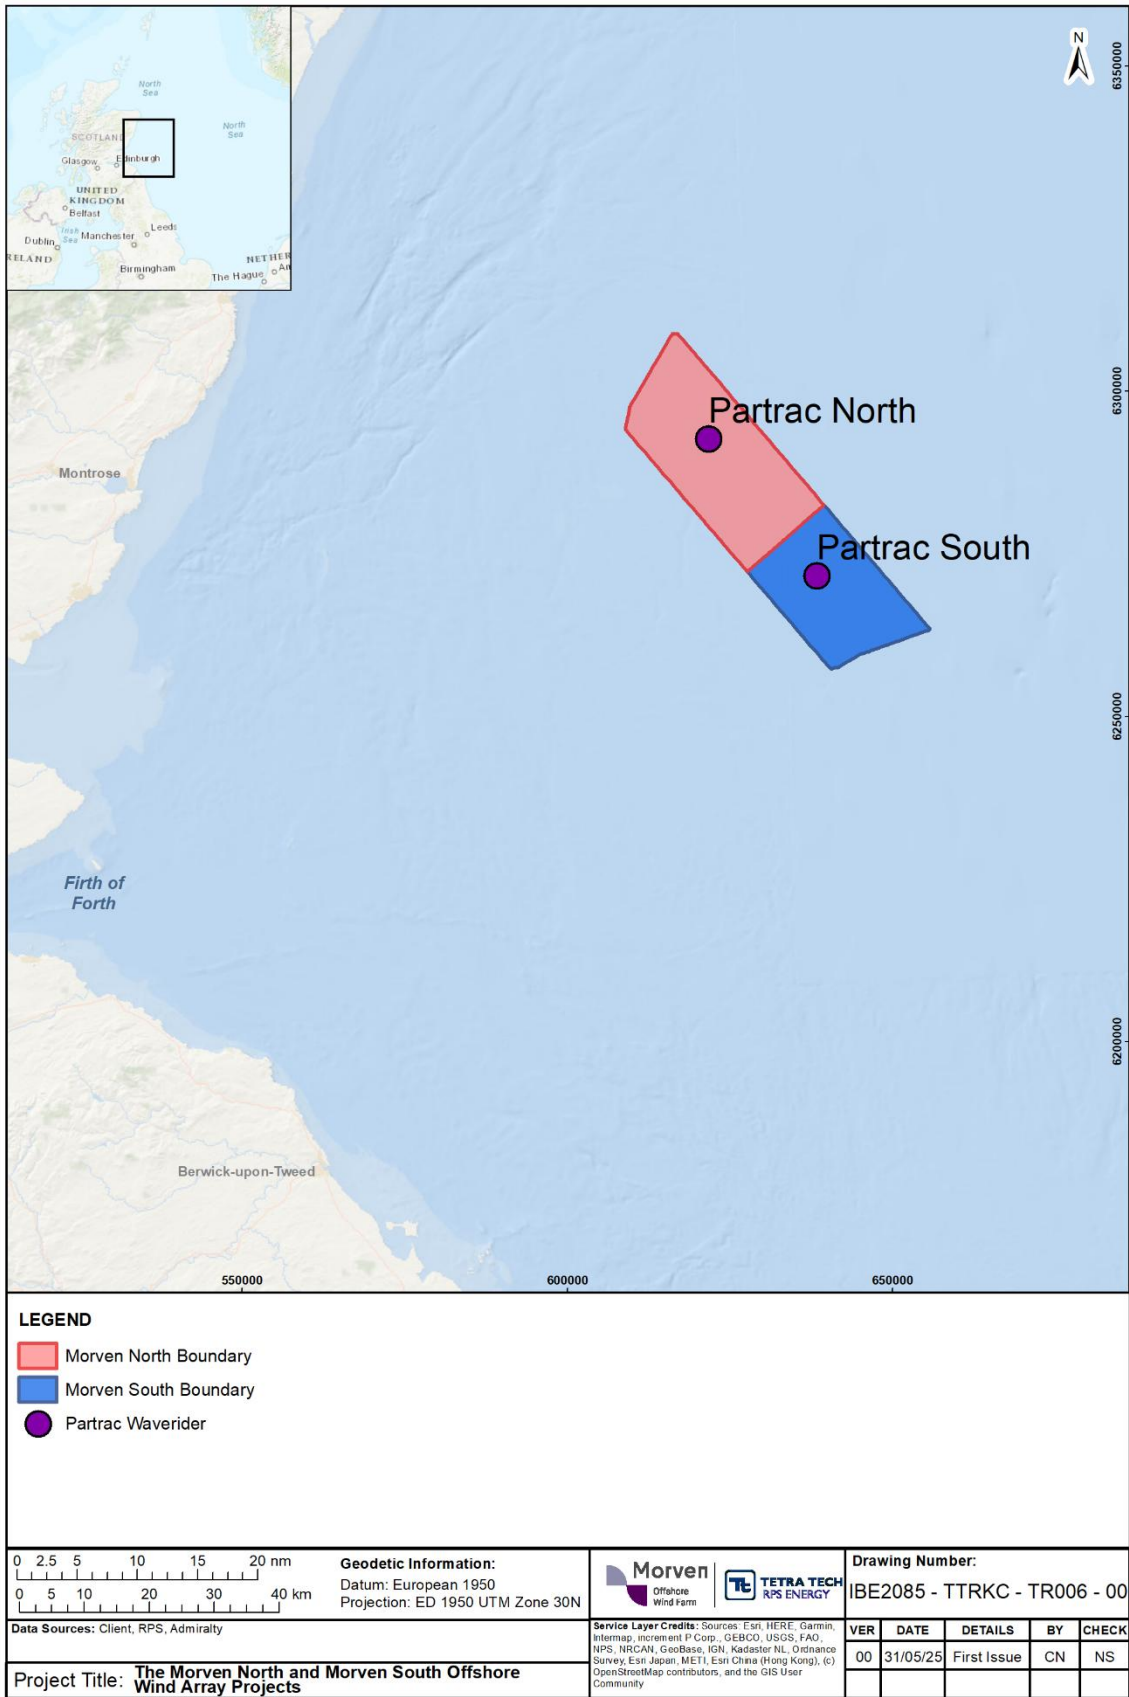 North
Sea
North
Sea
SCOTLAND
Glasgow
Edinburgh
UNITED
KINGDOM
Belfast
Irish
Sea
Leeds
Dublin
Manchester
RELAND
NETHER
Birmingham
The Hague
Am
N
6350000
Partrac North
6300000
Montrose
Partrac South
6250000
Firth of
Forth
6200000
Berwick-upon-Tweed
550000 600000 650000
LEGEND
Morven North Boundary
Morven South Boundary
Partrac Waverider
0 2.5 5 10 15 20 nm
0 5 10 20 30 40 km
Geodetic Information:
Datum: European 1950
Projection: ED 1950 UTM Zone 30N
Data Sources: Client, RPS, Admiralty
Project Title: The Morven North and Morven South Offshore
Wind Array Projects
Morven
Offshore
Wind Farm
Tt TETRA TECH
RPS ENERGY
Service Layer Credits: Sources: Esri, HERE, Garmin,
Intermap, increment P Corp., GEBCO, USGS, FAO,
NPS, NRCAN, GeoBase, IGN, Kadaster NL, Ordnance
Survey, Esri Japan, METI, Esri China (Hong Kong), (c)
OpenStreetMap contributors, and the GIS User
Community
Drawing Number:
IBE2085 - TTRKC - TR006 - 00
VER DATE DETAILS BY CHECK
00 31/05/25 First Issue CN NS